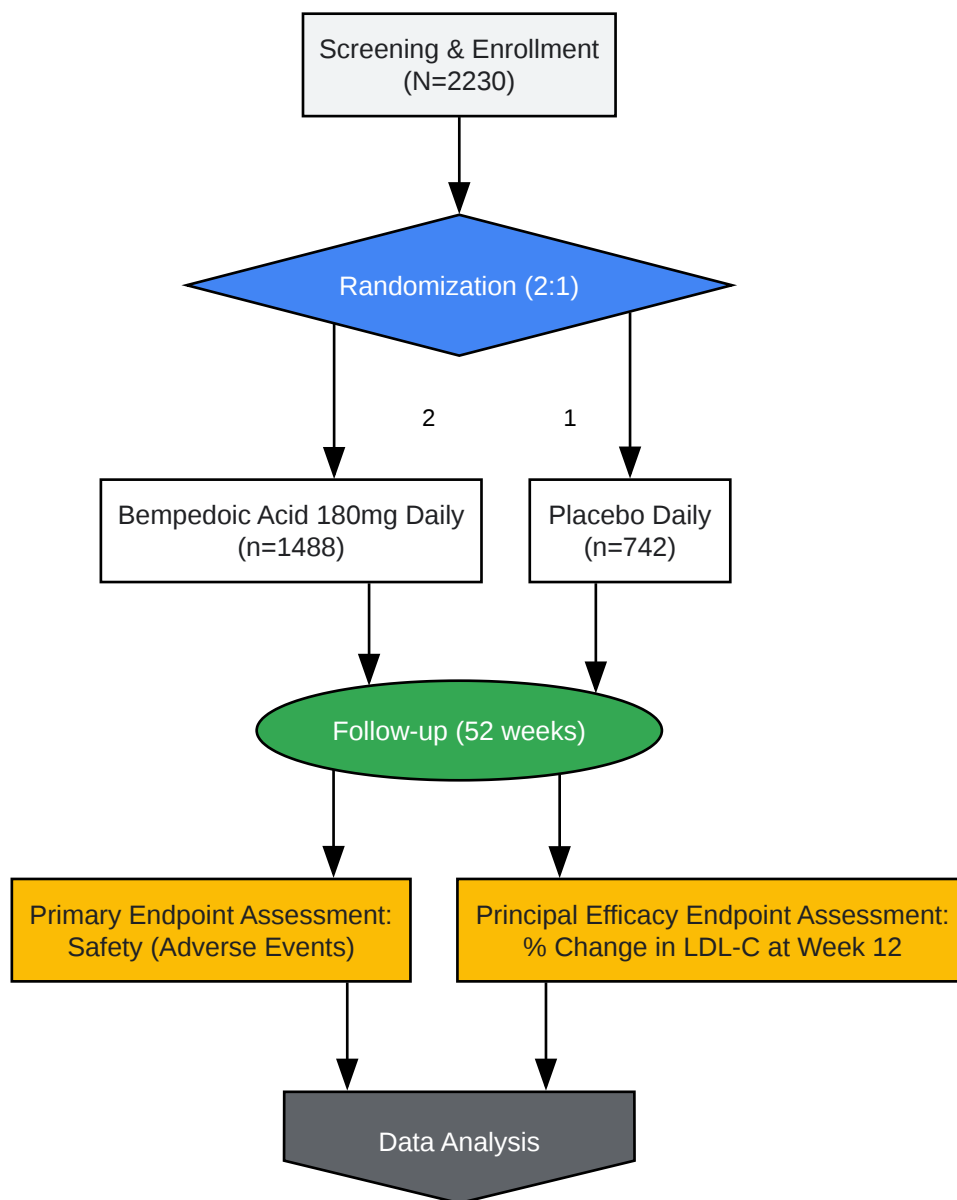 Screening & Enrollment
(N=2230)
Randomization (2:1)
2
1
Bempedoic Acid 180mg Daily
(n=1488)
Placebo Daily
(n=742)
Follow-up (52 weeks)
Primary Endpoint Assessment:
Safety (Adverse Events)
Principal Efficacy Endpoint Assessment:
% Change in LDL-C at Week 12
Data Analysis